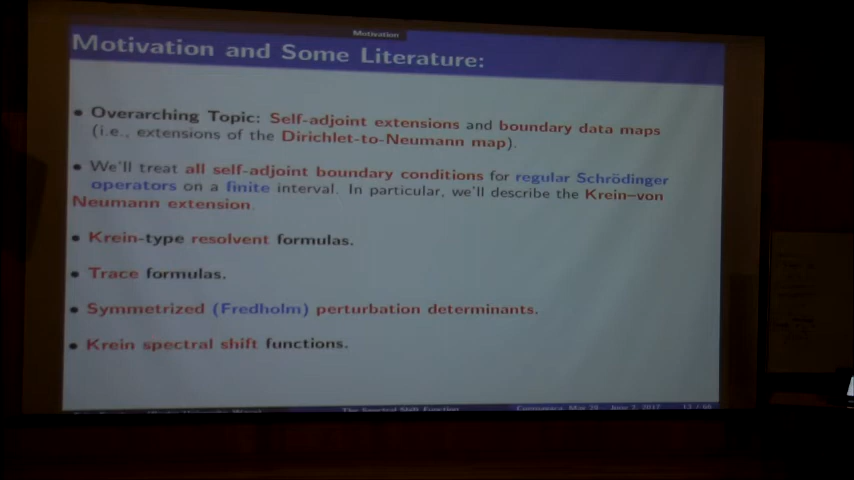 Motivation
Motivation and Some Literature:
• Overarching Topic: Self-adjoint extensions and boundary data maps
(i.e., extensions of the Dirichlet-to-Neumann map).
• We'll treat all self-adjoint boundary conditions for regular Schrödinger
operators on a finite interval. In particular, we'll describe the Krein–von
Neumann extension.
• Krein-type resolvent formulas.
• Trace formulas.
• Symmetrized (Fredholm) perturbation determinants.
• Krein spectral shift functions.
The Spectral Shift Function
2017 13 / 66